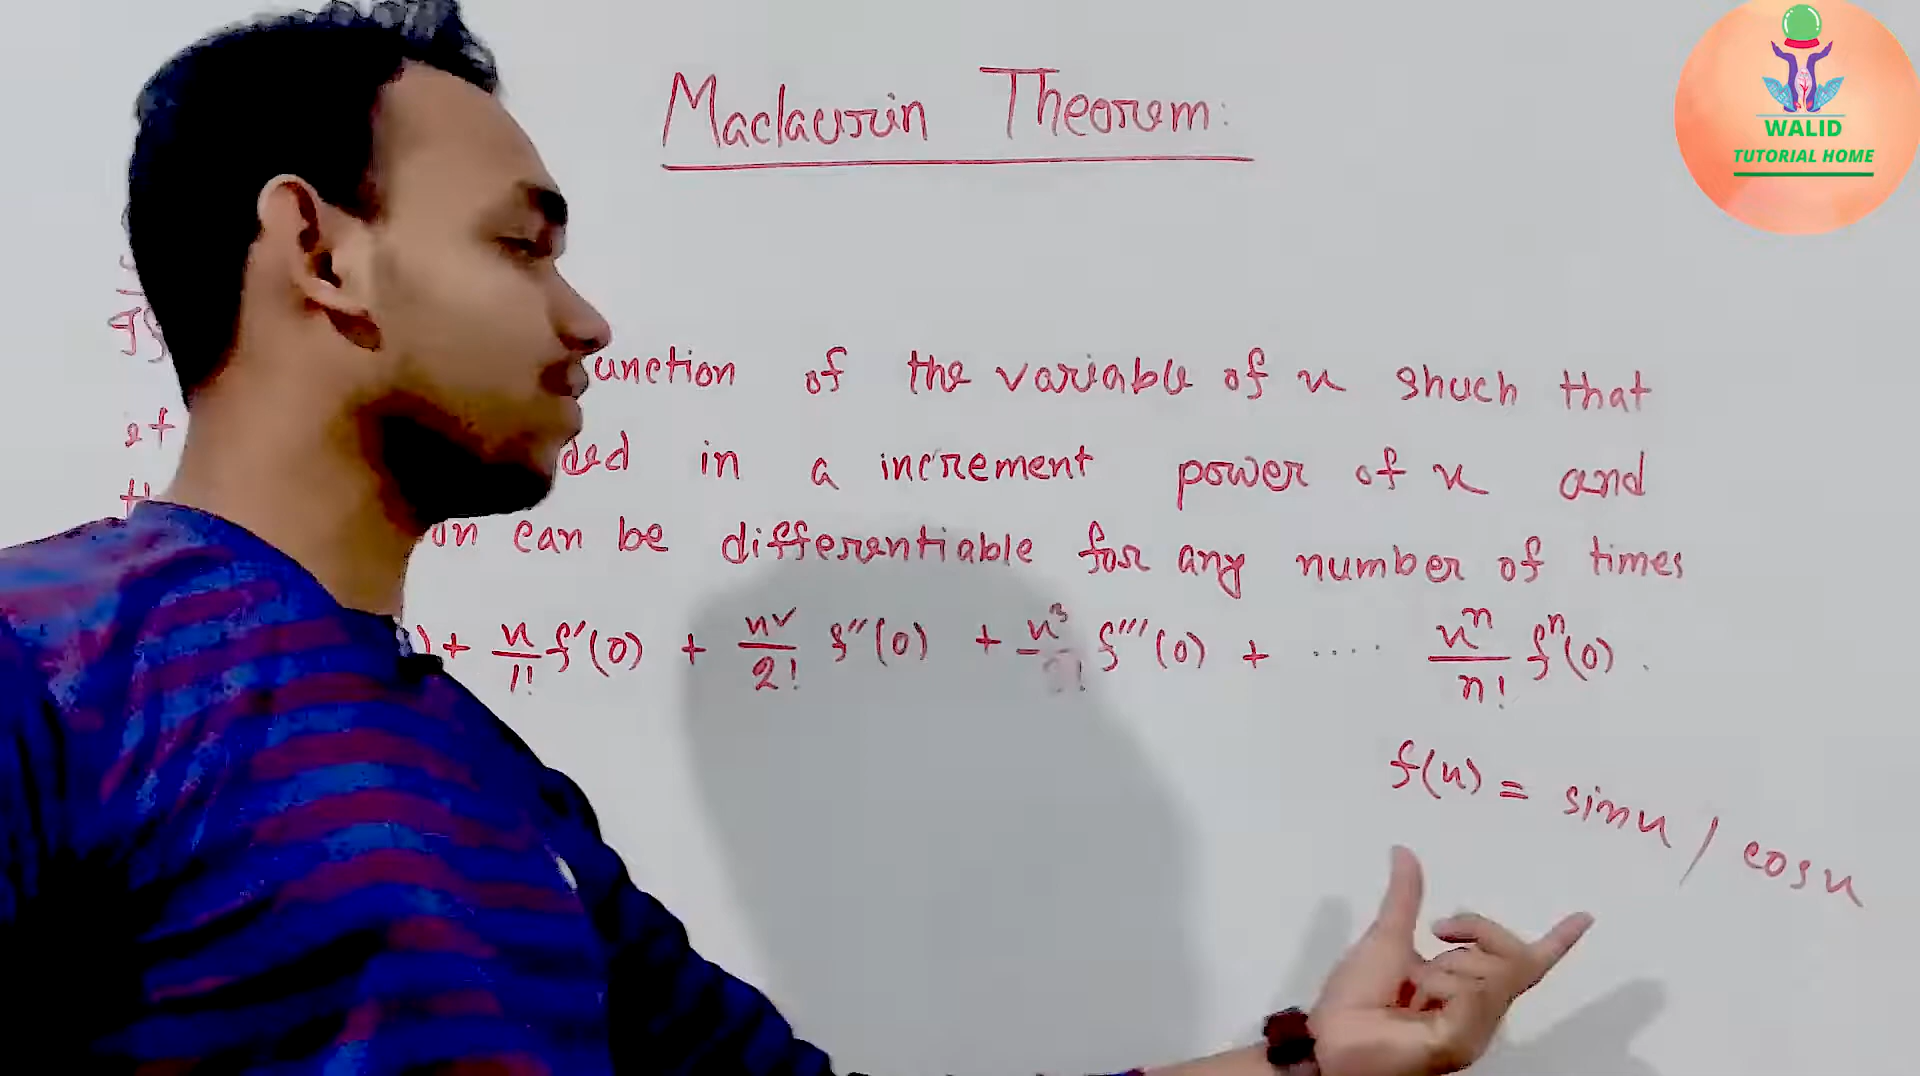 Maclaurin Theorem:
WALID
TUTORIAL HOME
unction of the variable of x shuch that
it ded in a increment power of x and
on can be differentiable for any number of times
) + x/1! f'(0) + x²/2! f''(0) + x³/3! f'''(0) + .... xⁿ/n! fⁿ(0).
f(x) = sinx / cosx